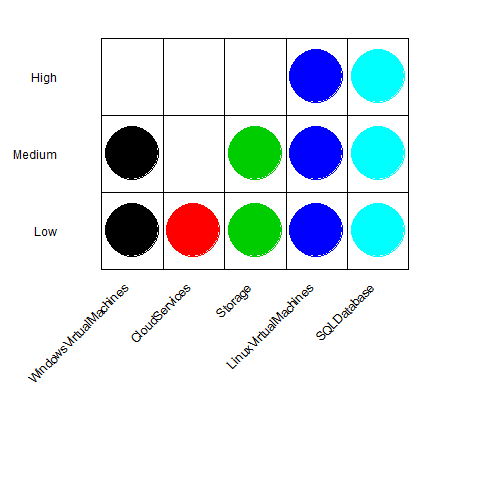 High
Medium
Low
WindowsVirtualMachines
CloudServices
Storage
LinuxVirtualMachines
SQLDatabase